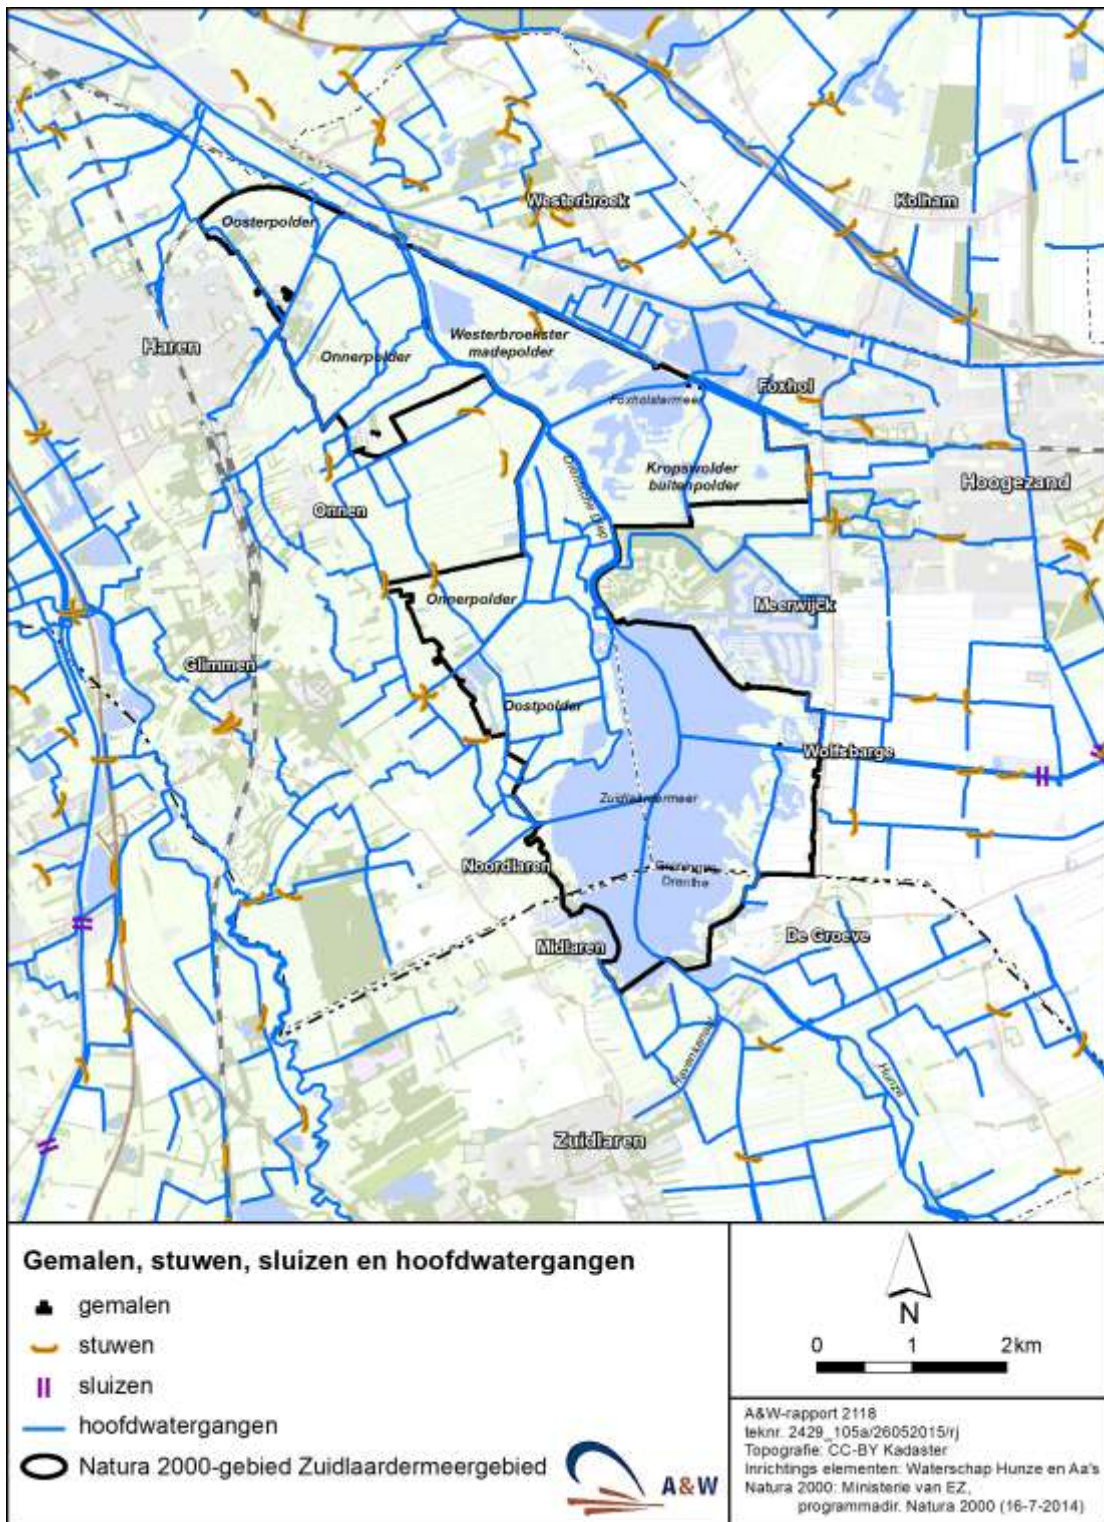 Westerbroek
Kolham
Oosterpolder
Haren
Onnerpolder
Westerbroekster
madepolder
Foxhol
Foxholstermeer
Kropswolder
buitenpolder
Hoogezand
Drentsche Diep
Onnen
Onnerpolder
Meerwijck
Glimmen
Oostpolder
Wolfsbarge
Zuidlaardermeer
Noordlaren
Groningen
Drenthe
Midlaren
De Groeve
Havenkanaal
Hunze
Zuidlaren
Gemalen, stuwen, sluizen en hoofdwatergangen
gemalen
stuwen
sluizen
hoofdwatergangen
Natura 2000-gebied Zuidlaardermeergebied
A&W
N
0 1 2km
A&W-rapport 2118
teknr. 2429_105a/26052015/rj
Topografie: CC-BY Kadaster
Inrichtings elementen: Waterschap Hunze en Aa's
Natura 2000: Ministerie van EZ,
programmadir. Natura 2000 (16-7-2014)